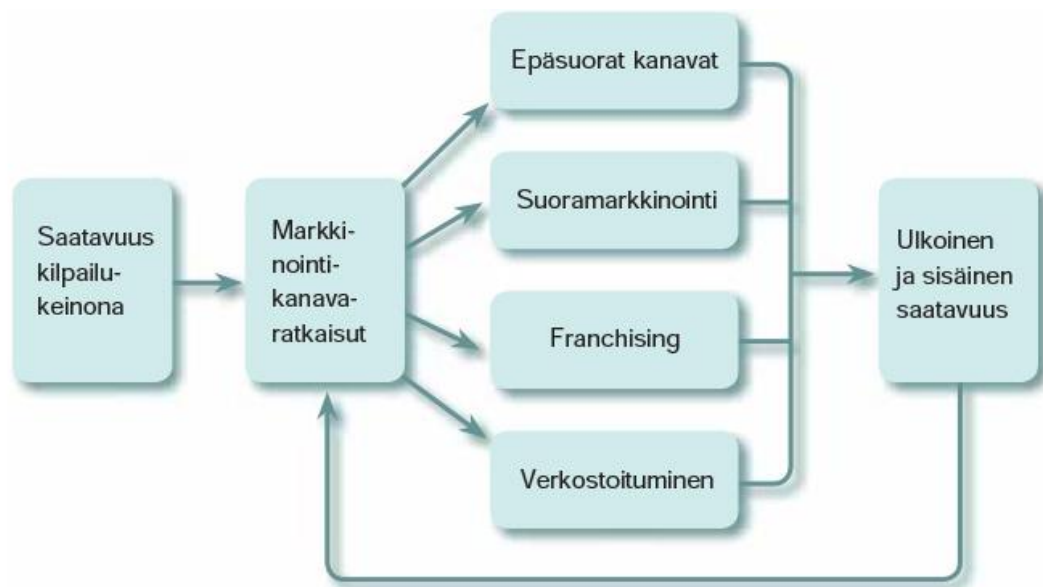 Saatavuus
kilpailu-
keinona
Markki-
nointi-
kanava-
ratkaisut
Epäsuorat kanavat
Suoramarkkinointi
Franchising
Verkostoituminen
Ulkoinen
ja sisäinen
saatavuus